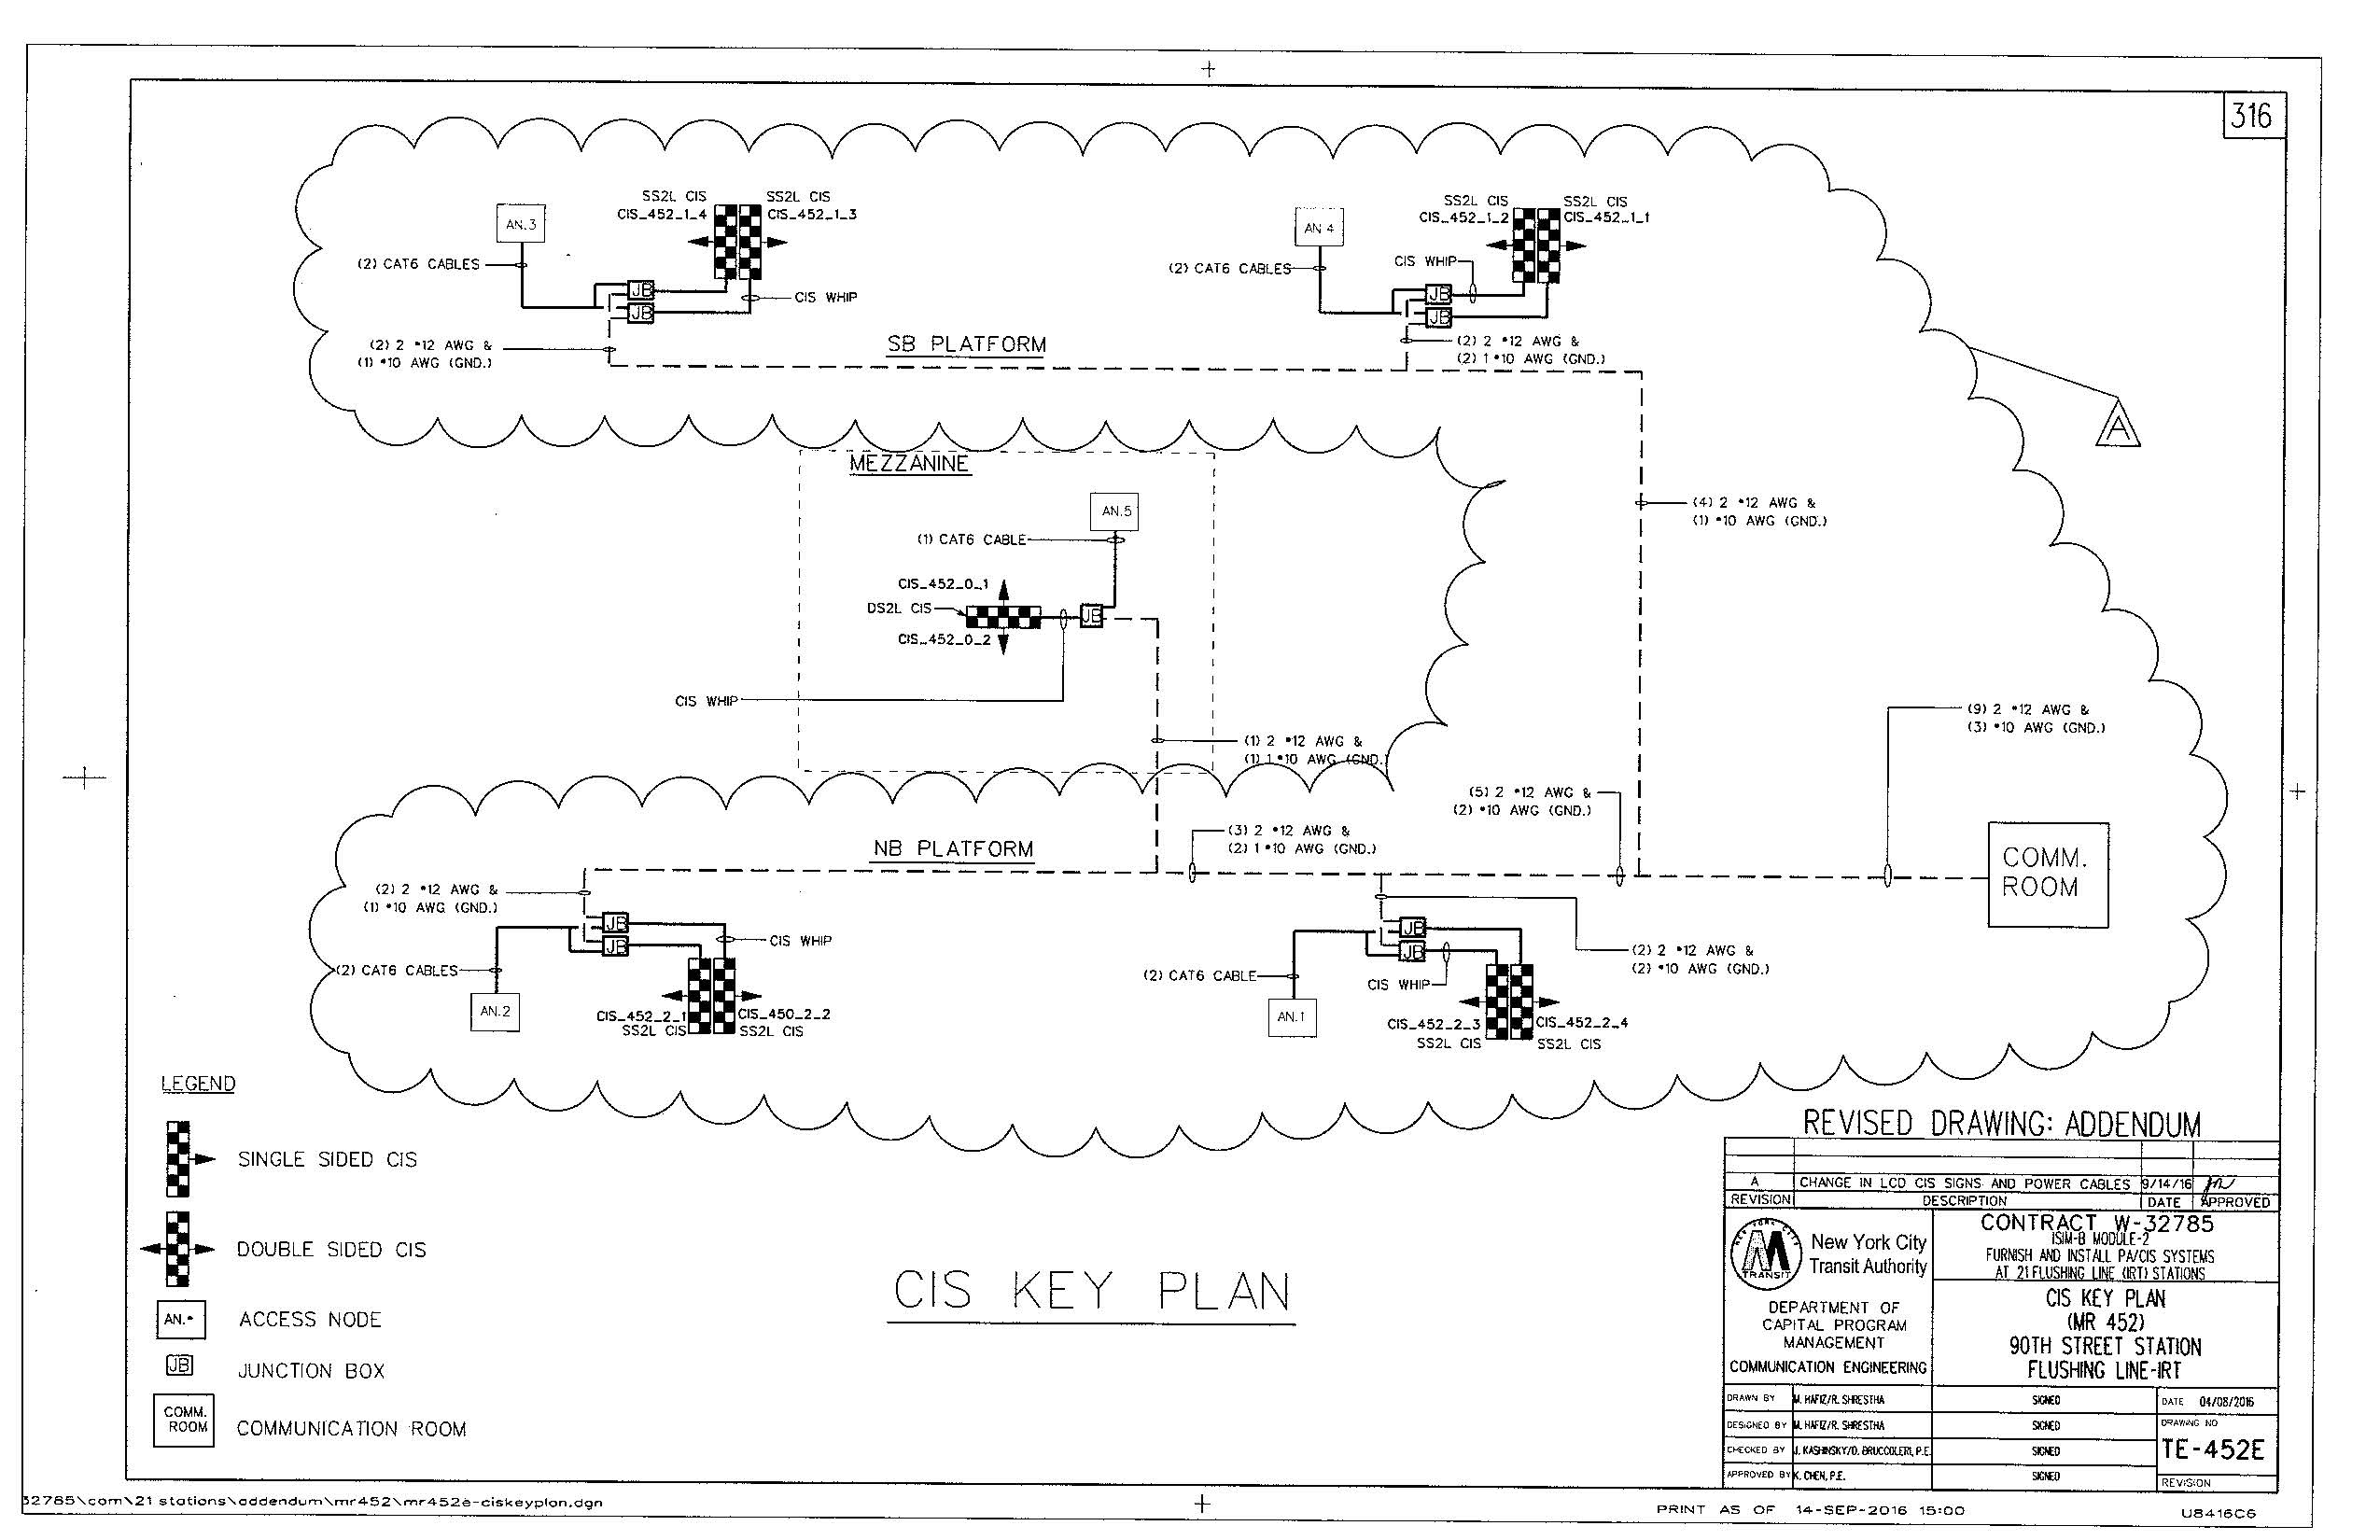 316
SS2L CIS
CIS_452_1_4
SS2L CIS
CIS_452_1_3
AN.3
(2) CAT6 CABLES
JB
JB
CIS WHIP
(2) 2 #12 AWG &
(1) #10 AWG (GND.)
SB PLATFORM
SS2L CIS
CIS_452_1_2
SS2L CIS
CIS_452_1_1
AN 4
(2) CAT6 CABLES
CIS WHIP
JB
JB
(2) 2 #12 AWG &
(2) 1 #10 AWG (GND.)
A
MEZZANINE
AN.5
(1) CAT6 CABLE
CIS_452_0_1
DS2L CIS
JB
CIS_452_0_2
CIS WHIP
(4) 2 #12 AWG &
(1) #10 AWG (GND.)
(1) 2 #12 AWG &
(1) 1 #10 AWG (GND.)
(9) 2 #12 AWG &
(3) #10 AWG (GND.)
(5) 2 #12 AWG &
(2) #10 AWG (GND.)
(3) 2 #12 AWG &
(2) 1 #10 AWG (GND.)
NB PLATFORM
COMM.
ROOM
(2) 2 #12 AWG &
(1) #10 AWG (GND.)
JB
JB
CIS WHIP
(2) CAT6 CABLES
AN.2
CIS_452_2_1
SS2L CIS
CIS_450_2_2
SS2L CIS
JB
JB
(2) 2 #12 AWG &
(2) #10 AWG (GND.)
(2) CAT6 CABLE
CIS WHIP
AN.1
CIS_452_2_3
SS2L CIS
CIS_452_2_4
SS2L CIS
LEGEND
SINGLE SIDED CIS
DOUBLE SIDED CIS
AN.*
ACCESS NODE
JB
JUNCTION BOX
COMM.
ROOM
COMMUNICATION ROOM
CIS KEY PLAN
REVISED DRAWING: ADDENDUM
A CHANGE IN LCD CIS SIGNS AND POWER CABLES 9/14/16
REVISION DESCRIPTION DATE APPROVED
TRANSIT
New York City
Transit Authority
DEPARTMENT OF
CAPITAL PROGRAM
MANAGEMENT
COMMUNICATION ENGINEERING
CONTRACT W-32785
ISIM-B MODULE-2
FURNISH AND INSTALL PA/CIS SYSTEMS
AT 21 FLUSHING LINE (IRT) STATIONS
CIS KEY PLAN
(MR 452)
90TH STREET STATION
FLUSHING LINE-IRT
DRAWN BY M. HAFIZ/R. SHRESTHA SIGNED DATE 04/08/2016
DESIGNED BY M. HAFIZ/R. SHRESTHA SIGNED DRAWING NO
CHECKED BY J. KASHINSKY/D. BRUCCOLERI, P.E. SIGNED TE-452E
APPROVED BY K. CHEN, P.E. SIGNED REVISION
32785\com\21 stations\addendum\mr452\mr452e-ciskeyplan.dgn
PRINT AS OF 14-SEP-2016 15:00
U8416C6